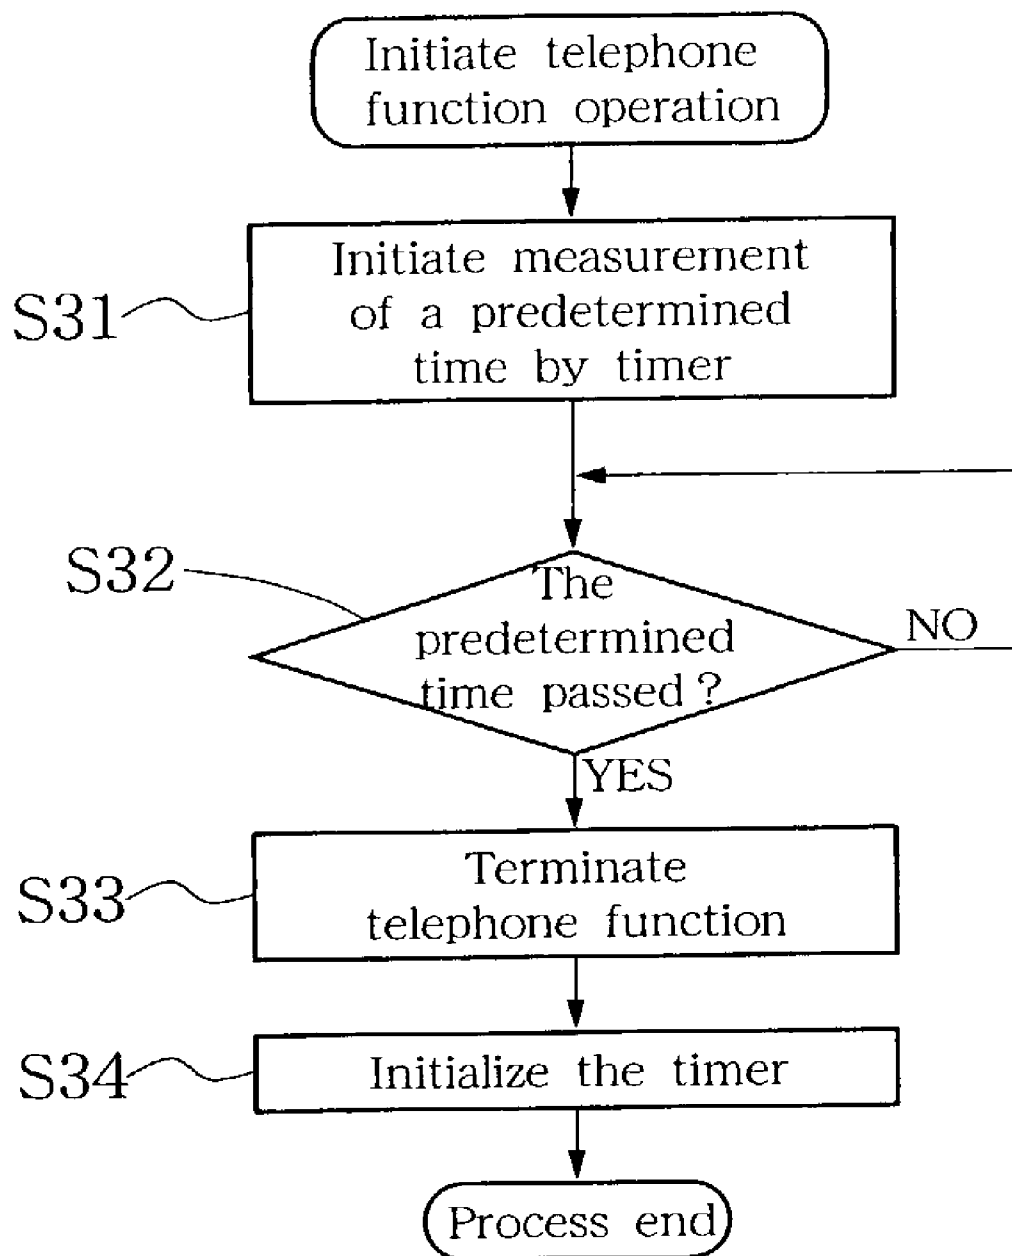 Initiate telephone
function operation
Initiate measurement
of a predetermined
time by timer
S31
S32
The
predetermined
time passed?
NO
YES
Terminate
telephone function
S33
Initialize the timer
S34
Process end